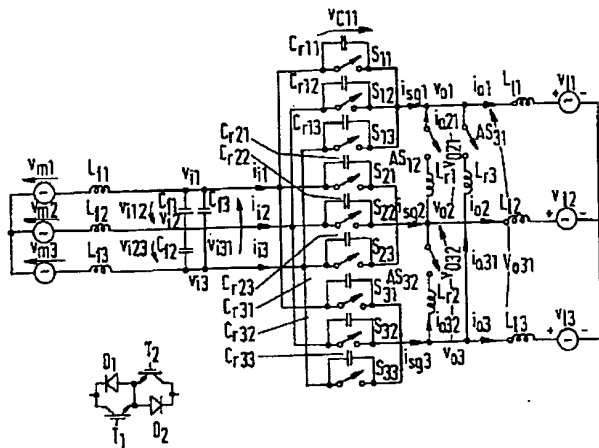 vC11
Cr11
S11
Cr12
S12
isg1
vo1
io1
Ll1
vl1
Cr13
S13
io21
AS31
Cr21
Cr22
AS12
Lr1
vo21
Lr3
vm1
Lf1
vi1
ii1
S21
vi12
Cf1
Cf3
vm2
Lf2
vi2
ii2
S22
isg2
vo2
io2
Ll2
vl2
vi23
Cf2
vi31
vm3
Lf3
vi3
ii3
S23
AS32
vo32
io31
vo31
Cr23
Cr31
S31
Lr2
io32
Cr32
S32
isg3
vo3
io3
Ll3
vl3
Cr33
S33
D1
T2
T1
D2